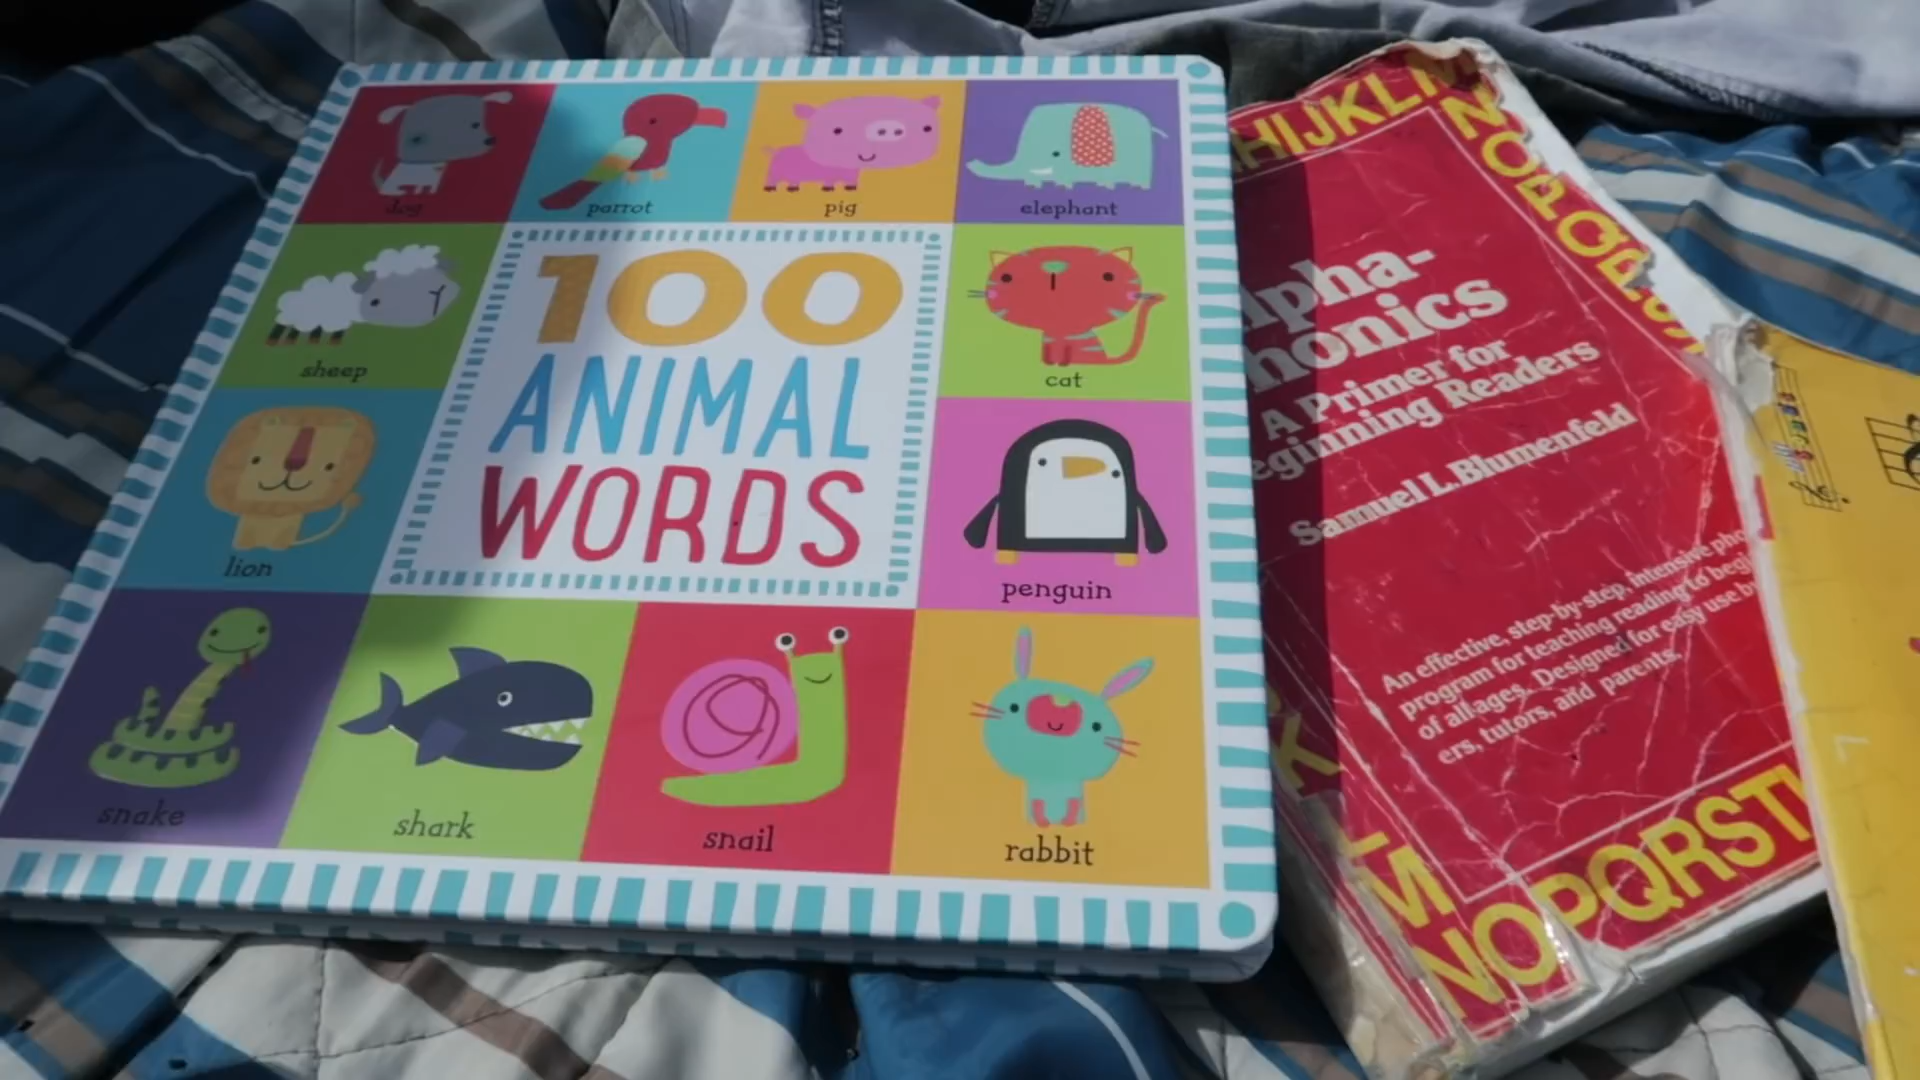 dog
parrot
pig
elephant
sheep
100
ANIMAL
WORDS
cat
lion
penguin
snake
shark
snail
rabbit
HIJKLM
NOPQRS
lpha-
honics
A Primer for
eginning Readers
Samuel L. Blumenfeld
An effective, step-by-step, intensive pho
program for teaching reading to begi
of all ages. Designed for easy use by
ers, tutors, and parents.
K
L
M
NOPQRST